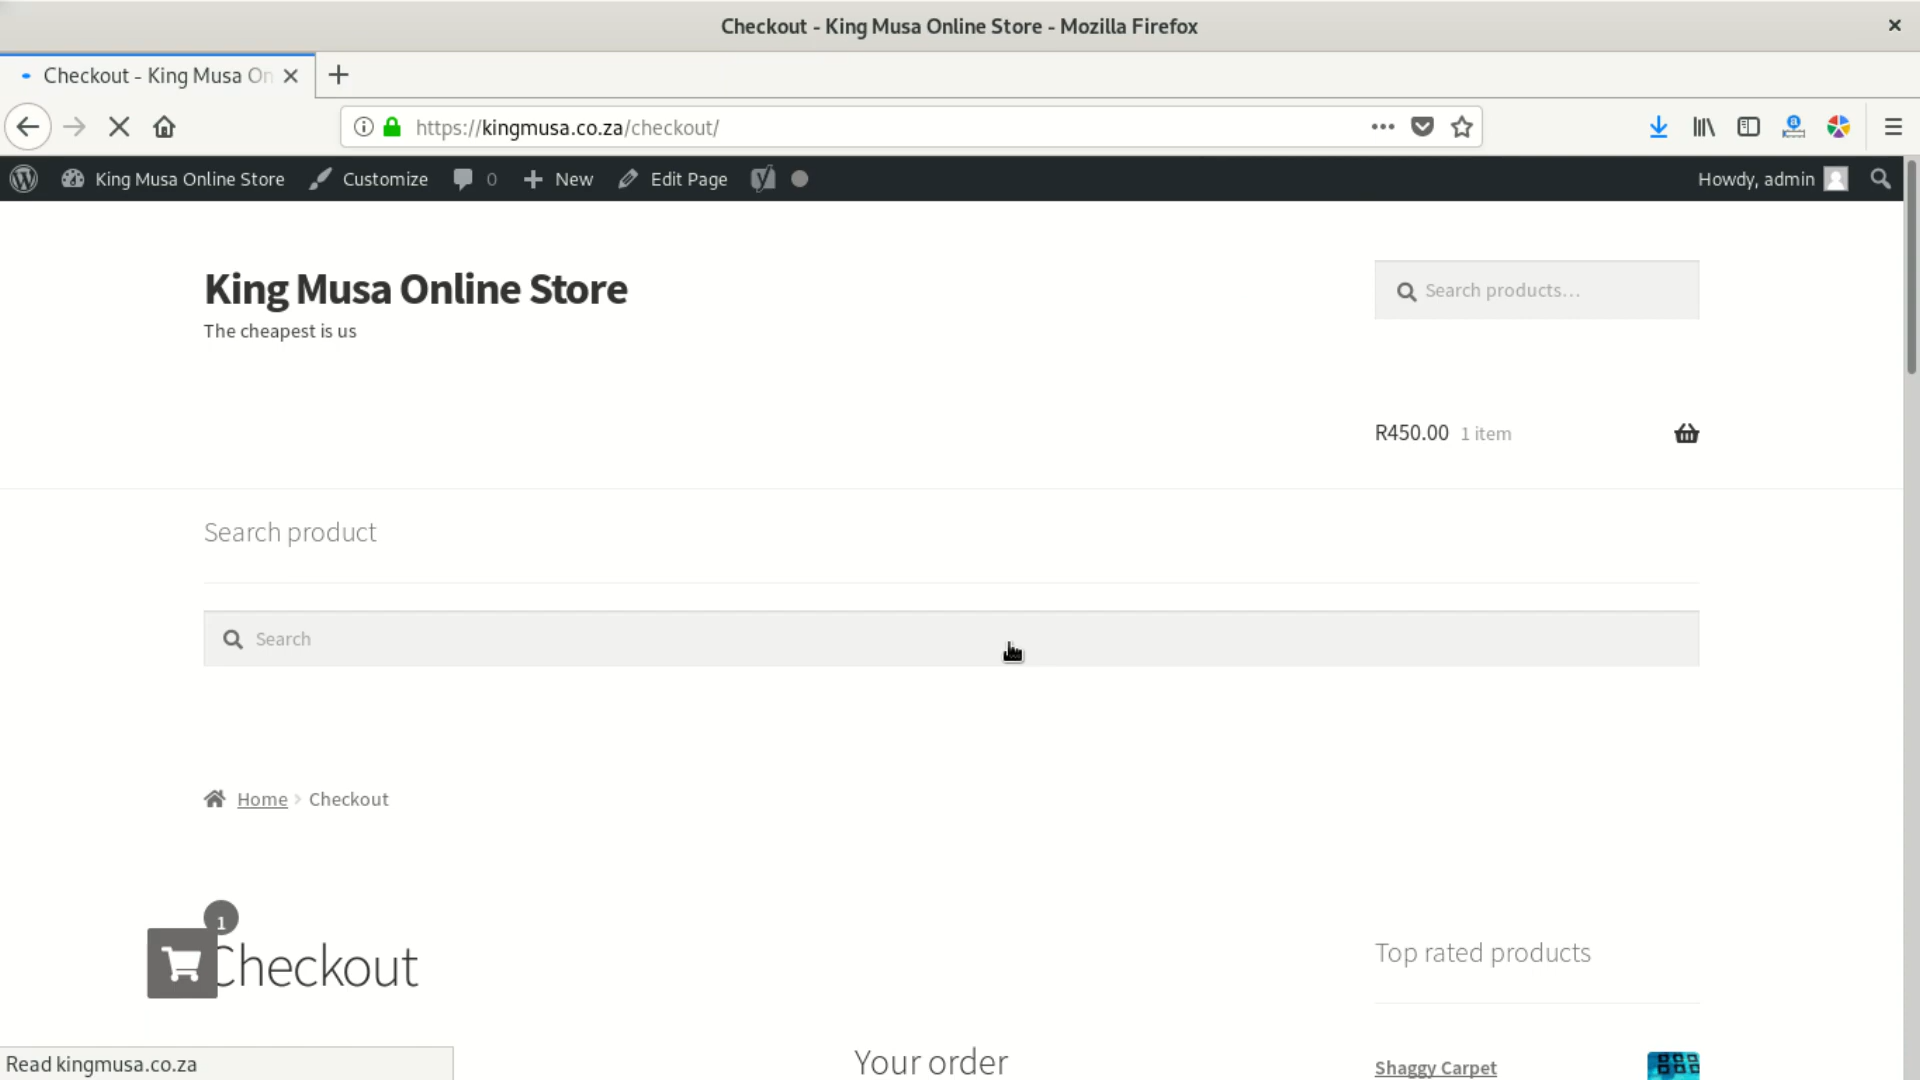 Checkout - King Musa Online Store - Mozilla Firefox
Checkout - King Musa On
https://kingmusa.co.za/checkout/
King Musa Online Store Customize 0 New Edit Page Howdy, admin
King Musa Online Store
Search products…
The cheapest is us
R450.00 1 item
Search product
Search
Home Checkout
1
Checkout
Top rated products
Your order
Shaggy Carpet
Read kingmusa.co.za